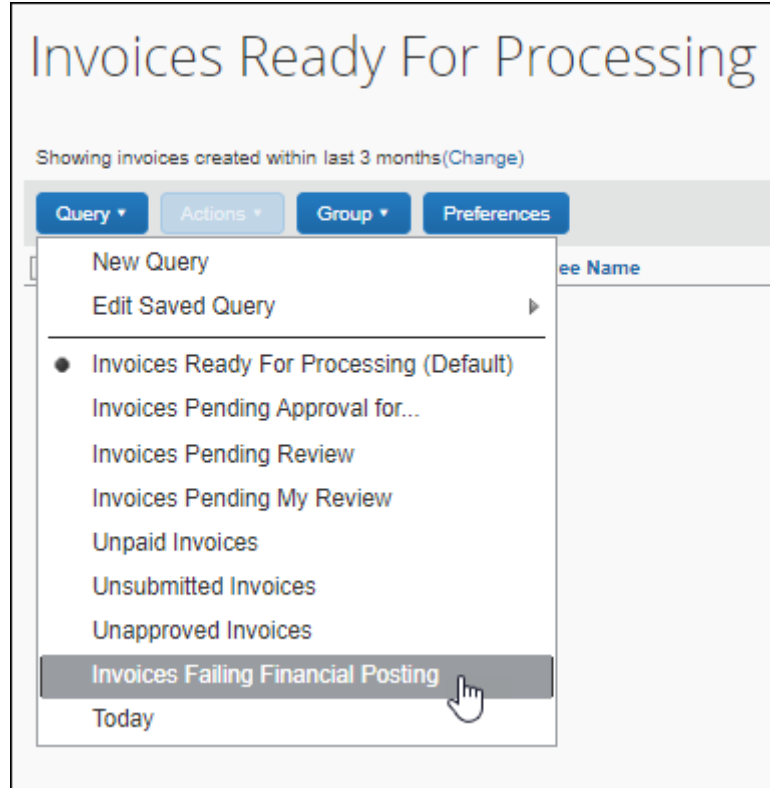 Invoices Ready For Processing
Showing invoices created within last 3 months(Change)
Query Actions Group Preferences
ee Name
New Query
Edit Saved Query
Invoices Ready For Processing (Default)
Invoices Pending Approval for...
Invoices Pending Review
Invoices Pending My Review
Unpaid Invoices
Unsubmitted Invoices
Unapproved Invoices
Invoices Failing Financial Posting
Today